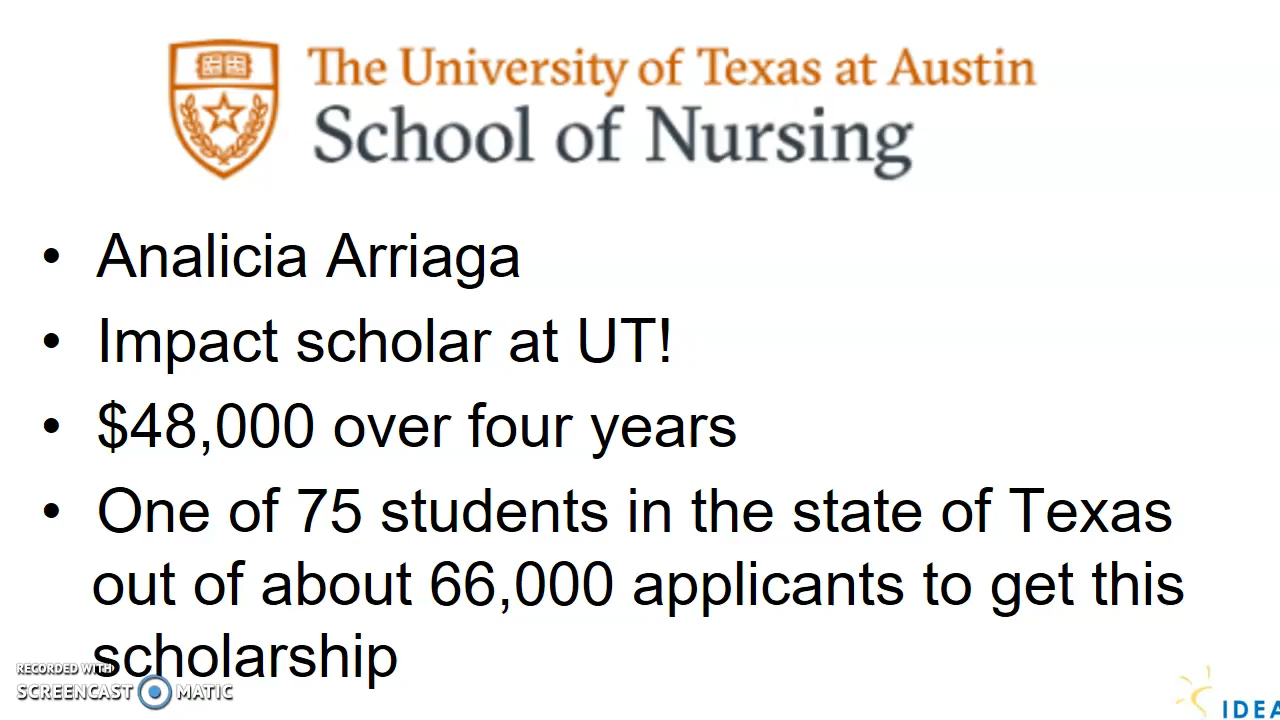 The University of Texas at Austin
School of Nursing
• Analicia Arriaga
• Impact scholar at UT!
• $48,000 over four years
• One of 75 students in the state of Texas
out of about 66,000 applicants to get this
scholarship
RECORDED WITH
SCREENCAST MATIC
IDEA